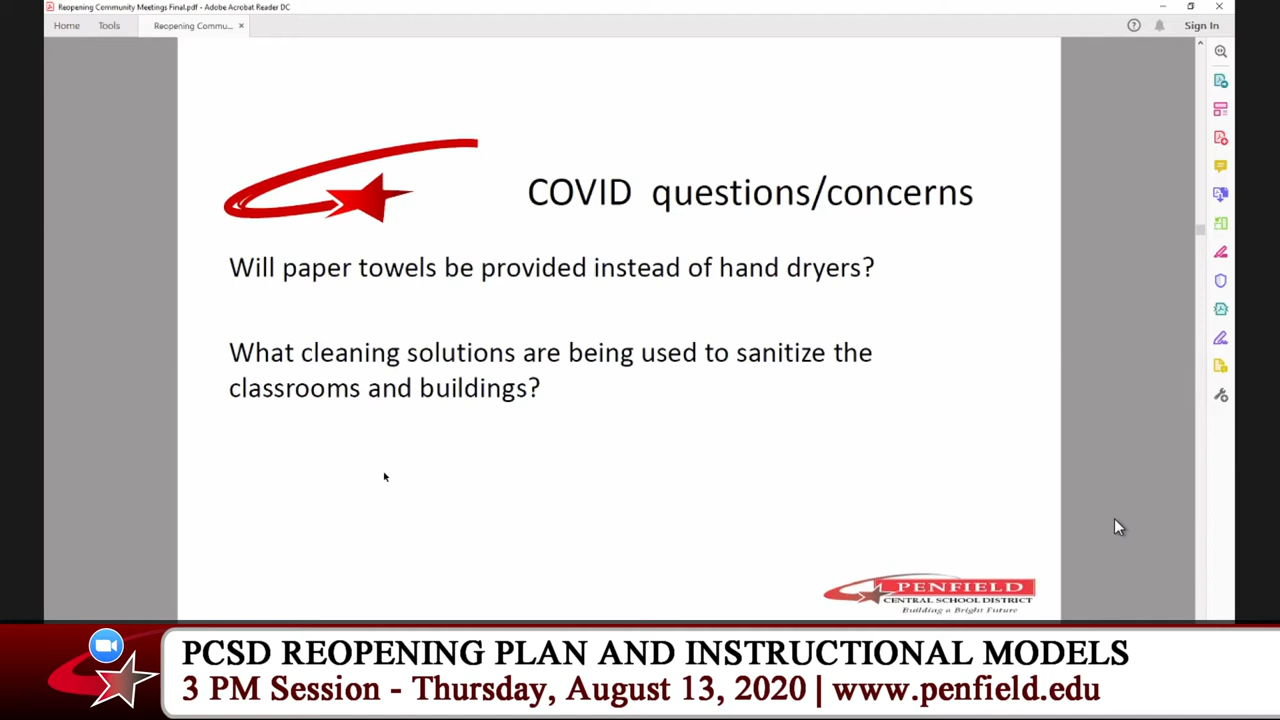 Reopening Community Meetings Final.pdf - Adobe Acrobat Reader DC
Home Tools Reopening Commu... ×
Sign In
COVID questions/concerns
Will paper towels be provided instead of hand dryers?
What cleaning solutions are being used to sanitize the
classrooms and buildings?
PENFIELD
CENTRAL SCHOOL DISTRICT
Building a Bright Future
PCSD REOPENING PLAN AND INSTRUCTIONAL MODELS
3 PM Session - Thursday, August 13, 2020 | www.penfield.edu